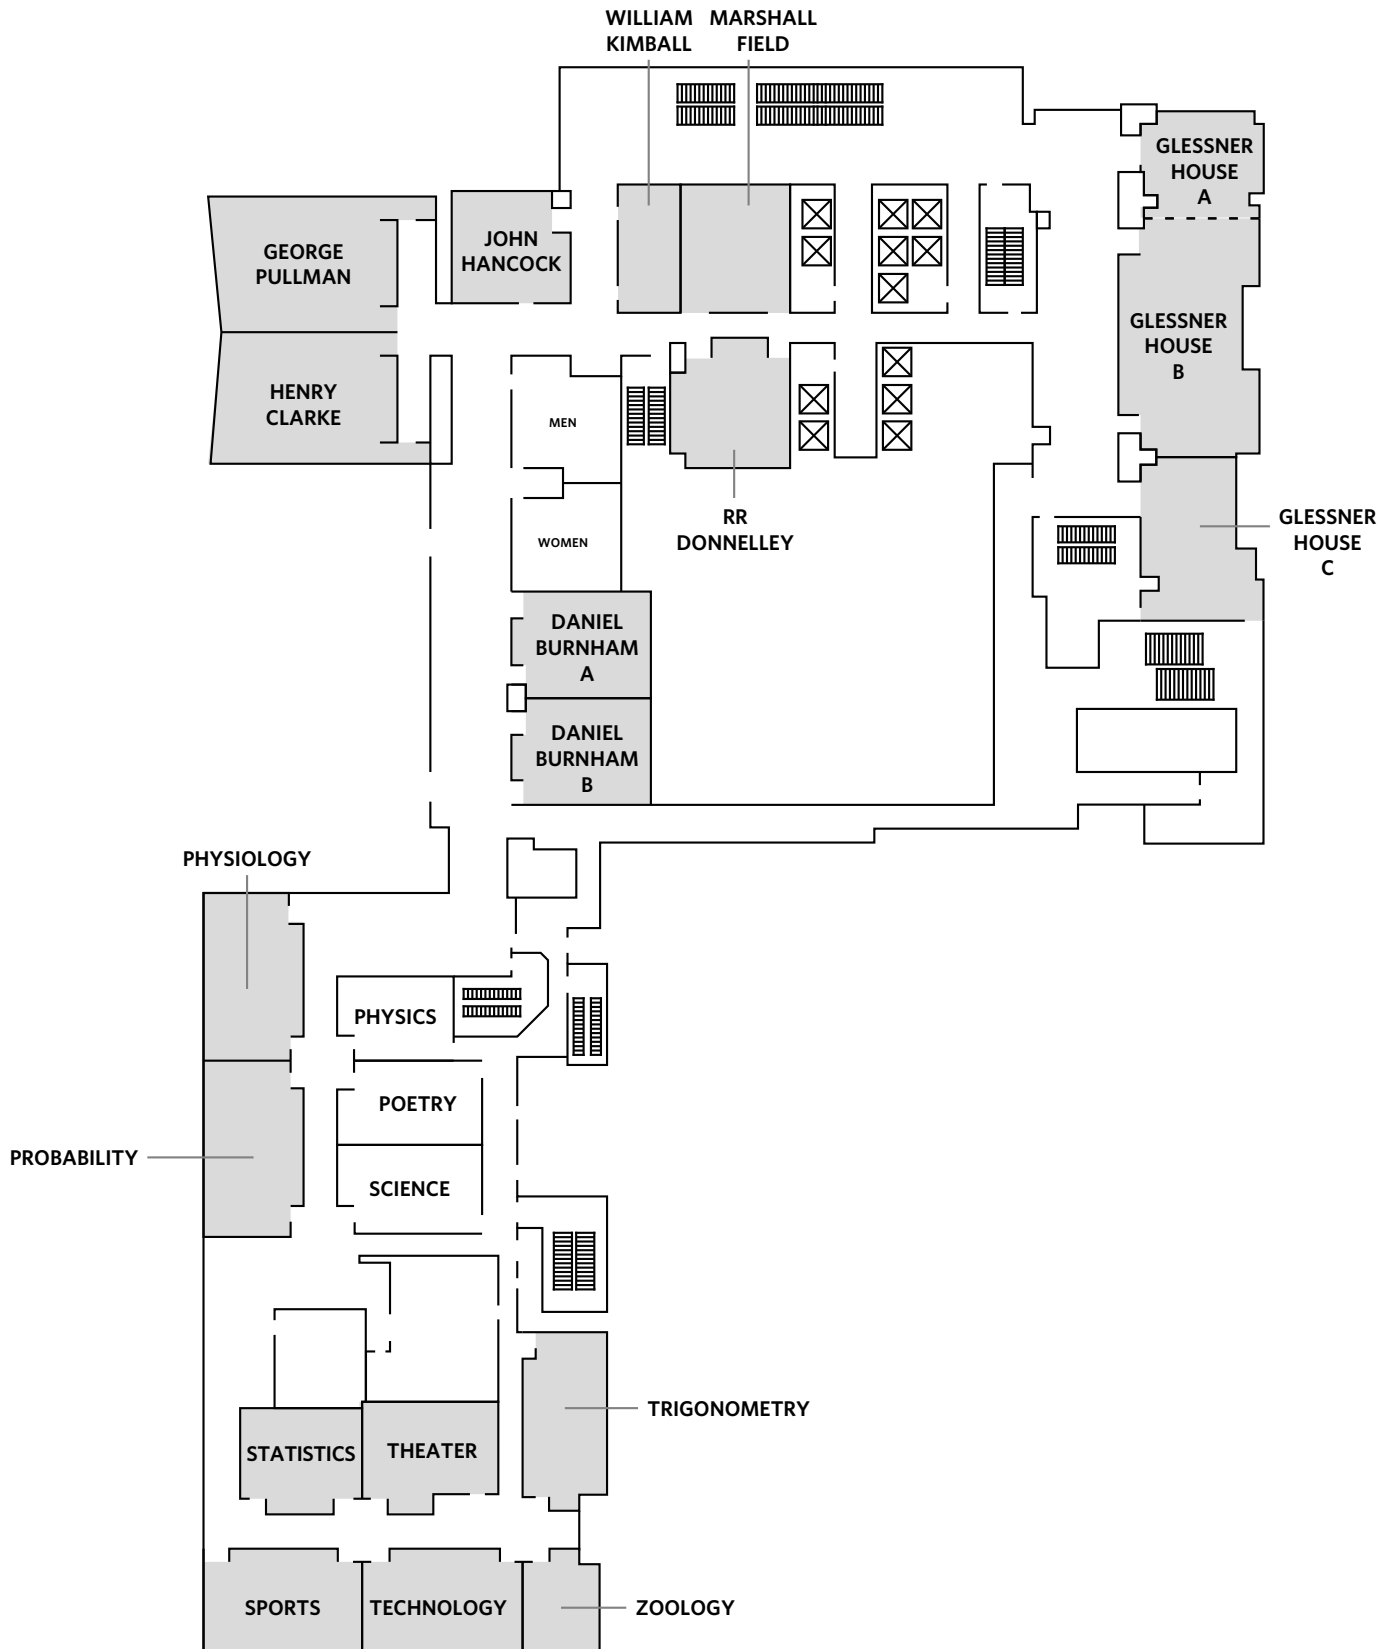 WILLIAM
KIMBALL
MARSHALL
FIELD
GLESSNER
HOUSE
A
GEORGE
PULLMAN
JOHN
HANCOCK
GLESSNER
HOUSE
B
HENRY
CLARKE
MEN
RR
DONNELLEY
GLESSNER
HOUSE
C
WOMEN
DANIEL
BURNHAM
A
DANIEL
BURNHAM
B
PHYSIOLOGY
PHYSICS
POETRY
PROBABILITY
SCIENCE
TRIGONOMETRY
STATISTICS
THEATER
SPORTS
TECHNOLOGY
ZOOLOGY